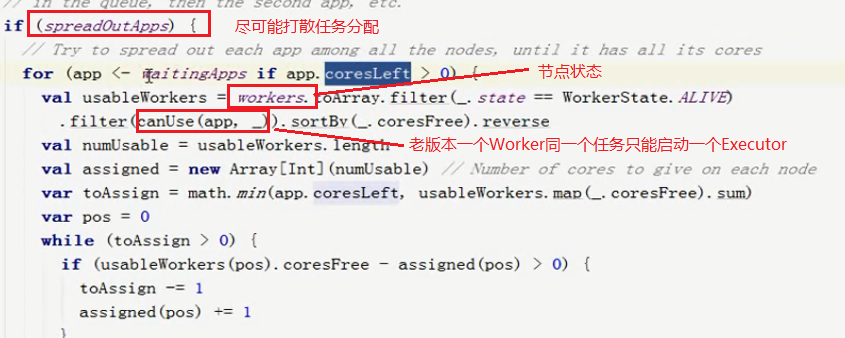 // in the queue, then the second app, etc.
if (spreadOutApps) { 尽可能打散任务分配
// Try to spread out each app among all the nodes, until it has all its cores
for (app <- waitingApps if app.coresLeft > 0) { 节点状态
val usableWorkers = workers.toArray.filter(_.state == WorkerState.ALIVE)
.filter(canUse(app, _)).sortBy(_.coresFree).reverse
val numUsable = usableWorkers.length 老版本一个Worker同一个任务只能启动一个Executor
val assigned = new Array[Int](numUsable) // Number of cores to give on each node
var toAssign = math.min(app.coresLeft, usableWorkers.map(_.coresFree).sum)
var pos = 0
while (toAssign > 0) {
if (usableWorkers(pos).coresFree - assigned(pos) > 0) {
toAssign -= 1
assigned(pos) += 1
}